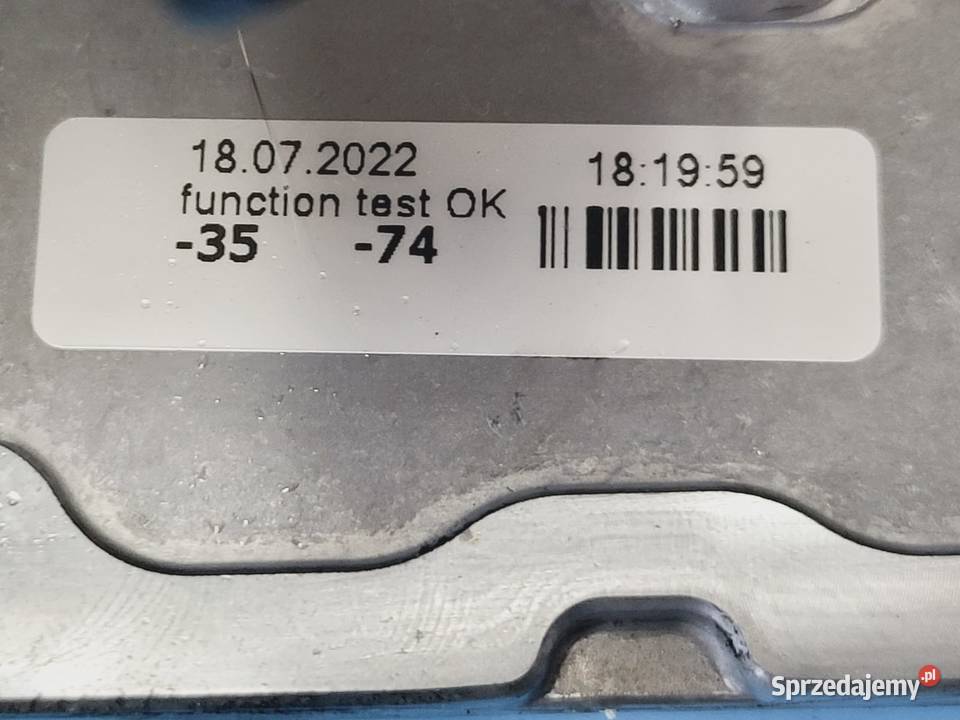 18.07.2022 18:19:59
function test OK
-35 -74
Sprzedajemy.pl